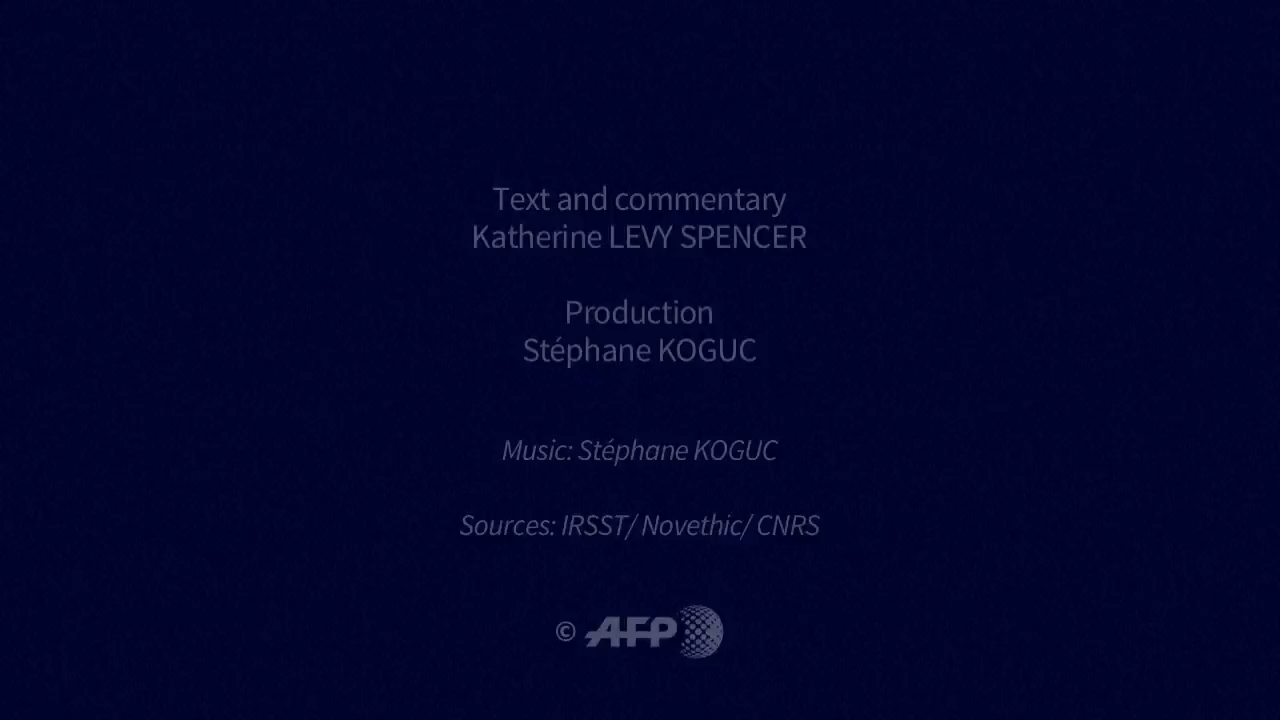 Text and commentary
Katherine LEVY SPENCER
Production
Stéphane KOGUC
Music: Stéphane KOGUC
Sources: IRSST/ Novethic/ CNRS
© AFP